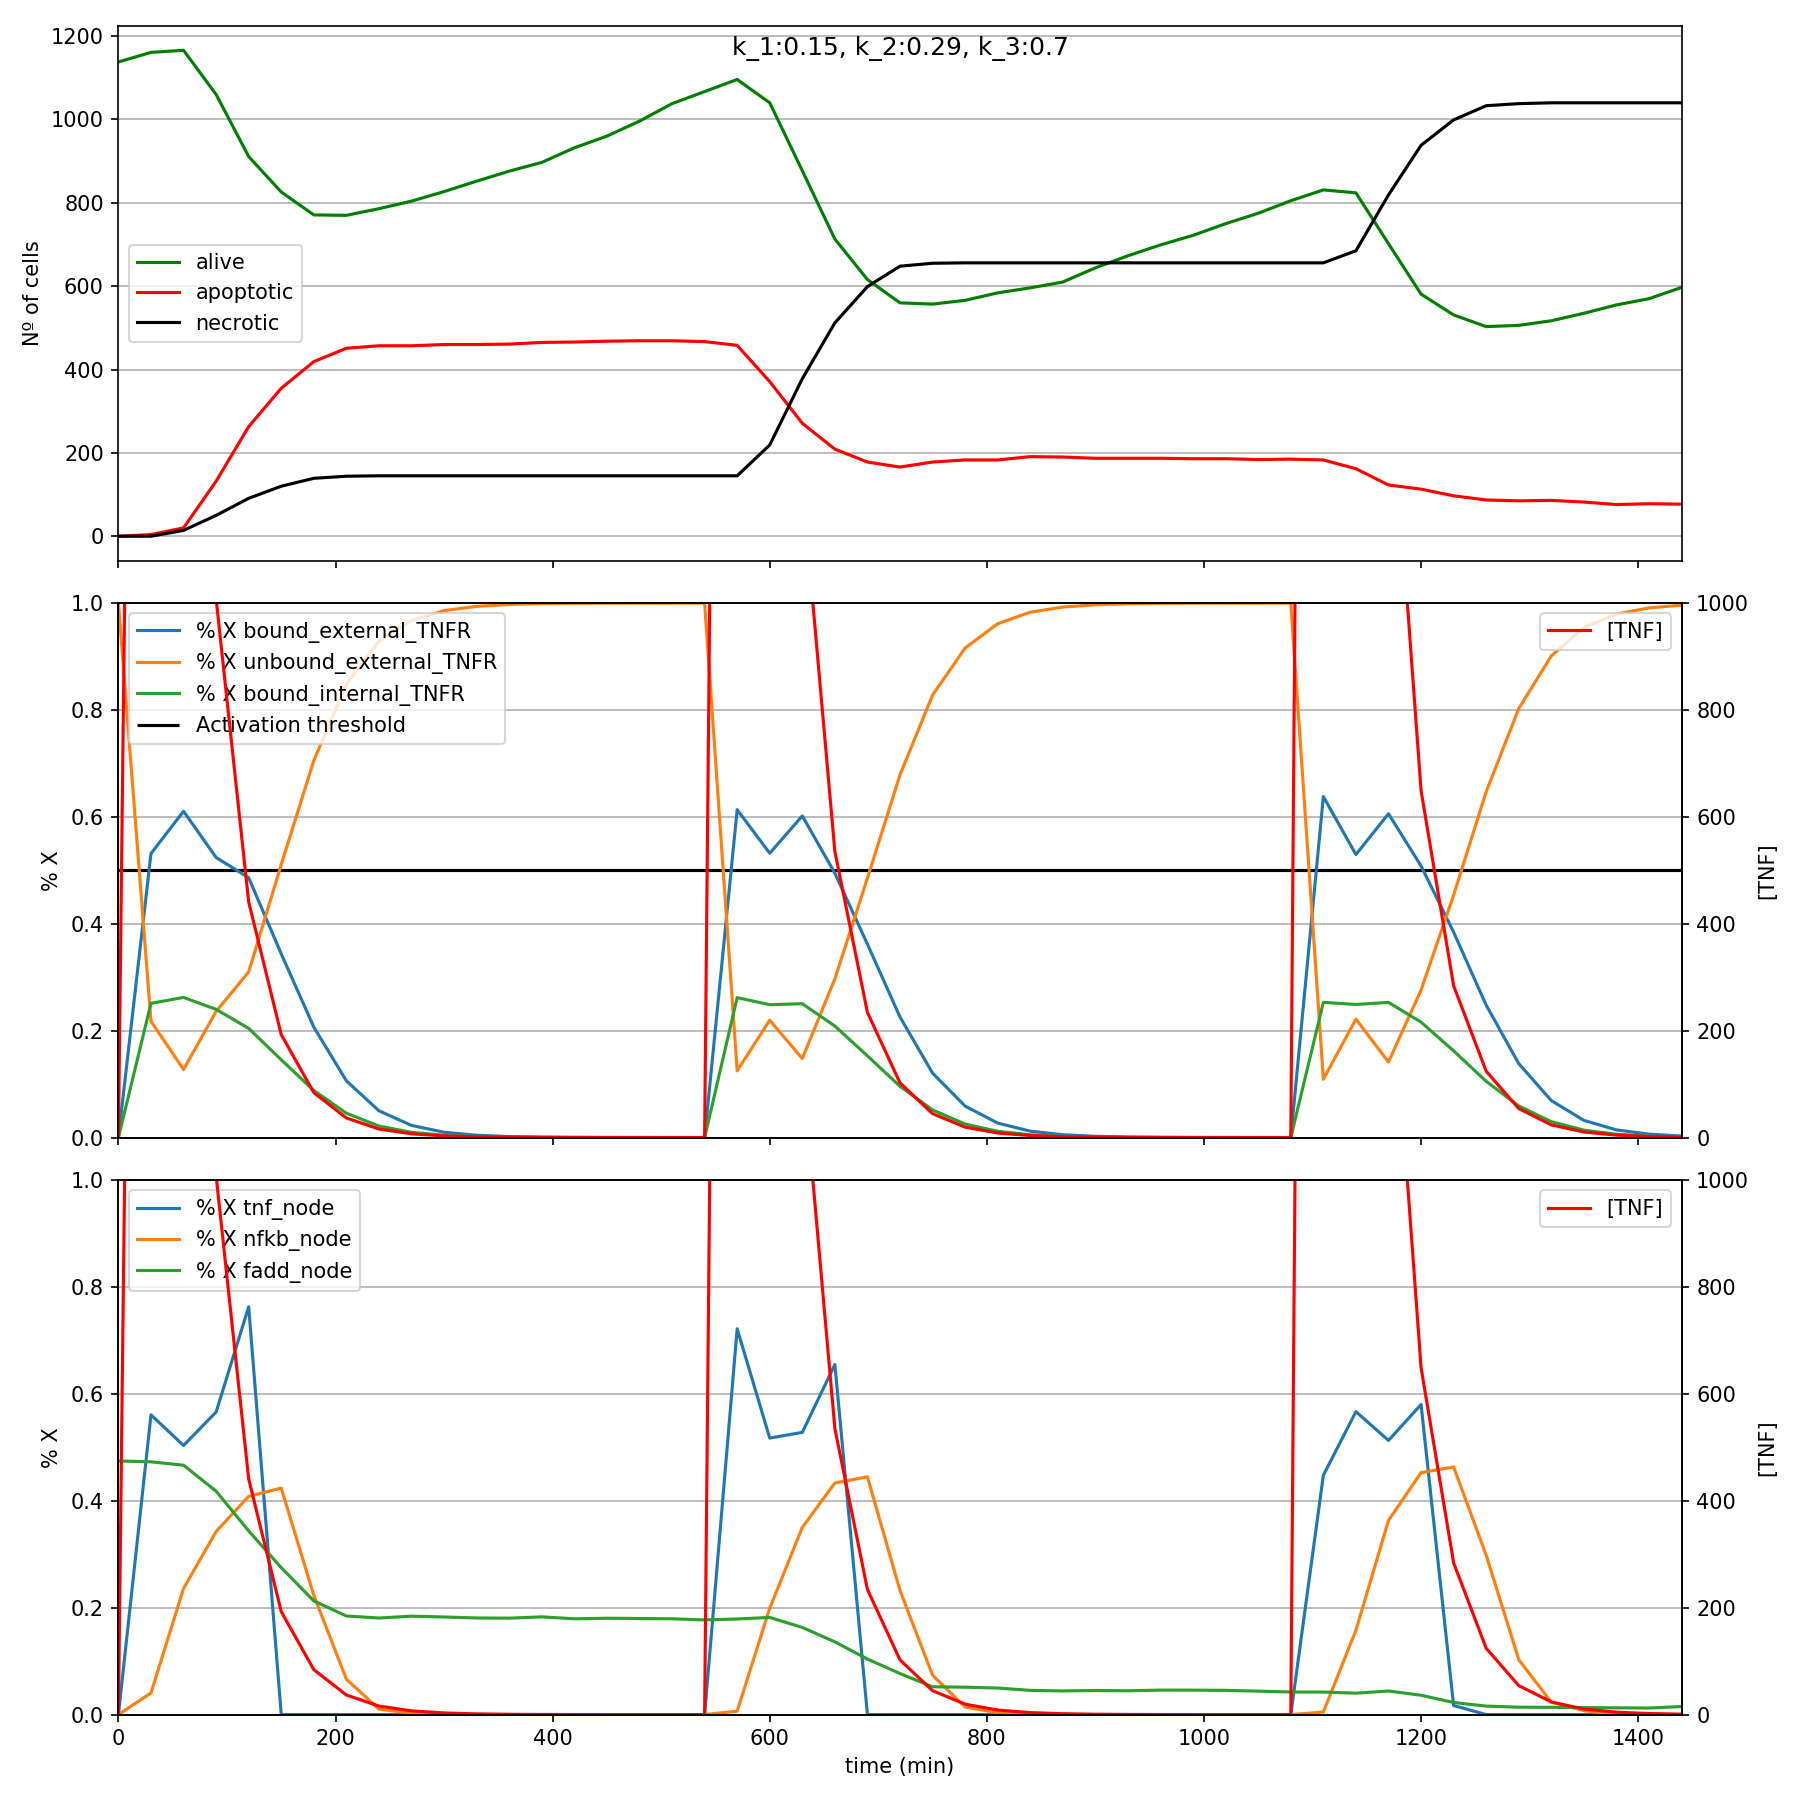 k_1:0.15, k_2:0.29, k_3:0.7
1200
1000
800
600
400
200
0
Nº of cells
alive
apoptotic
necrotic
1.0
0.8
0.6
0.4
0.2
0.0
% X
% X bound_external_TNFR
% X unbound_external_TNFR
% X bound_internal_TNFR
Activation threshold
[TNF]
1000
800
600
400
200
0
[TNF]
1.0
0.8
0.6
0.4
0.2
0.0
% X
% X tnf_node
% X nfkb_node
% X fadd_node
[TNF]
1000
800
600
400
200
0
[TNF]
0 200 400 600 800 1000 1200 1400
time (min)